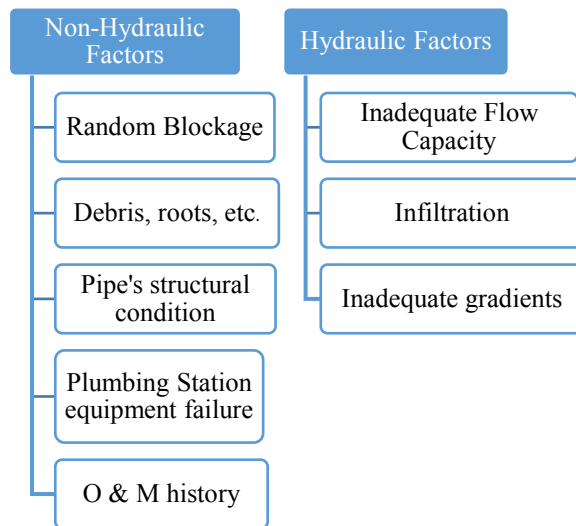 Non-Hydraulic
Factors
Random Blockage
Debris, roots, etc.
Pipe's structural
condition
Plumbing Station
equipment failure
O & M history
Hydraulic Factors
Inadequate Flow
Capacity
Infiltration
Inadequate gradients